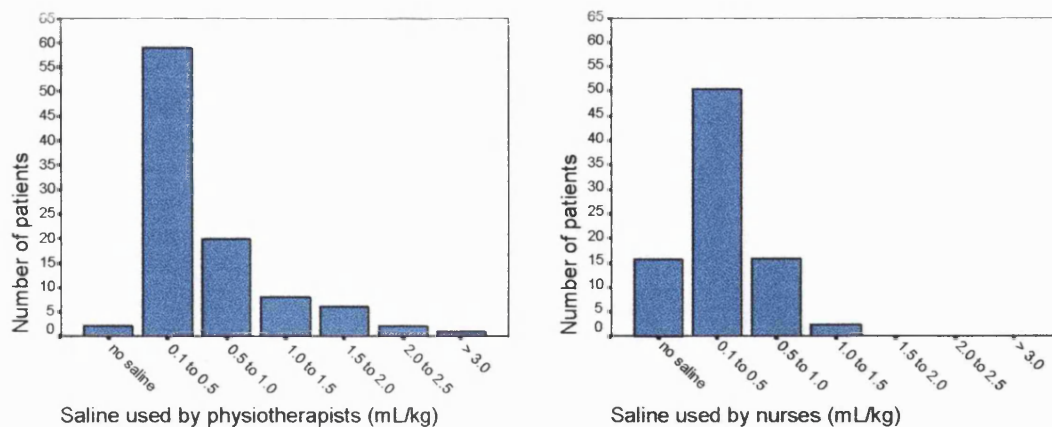 65
60
55
50
45
40
35
30
25
20
15
10
5
0
Number of patients
no saline
0.1 to 0.5
0.5 to 1.0
1.0 to 1.5
1.5 to 2.0
2.0 to 2.5
> 3.0
Saline used by physiotherapists (mL/kg)
65
60
55
50
45
40
35
30
25
20
15
10
5
0
Number of patients
no saline
0.1 to 0.5
0.5 to 1.0
1.0 to 1.5
1.5 to 2.0
2.0 to 2.5
> 3.0
Saline used by nurses (mL/kg)